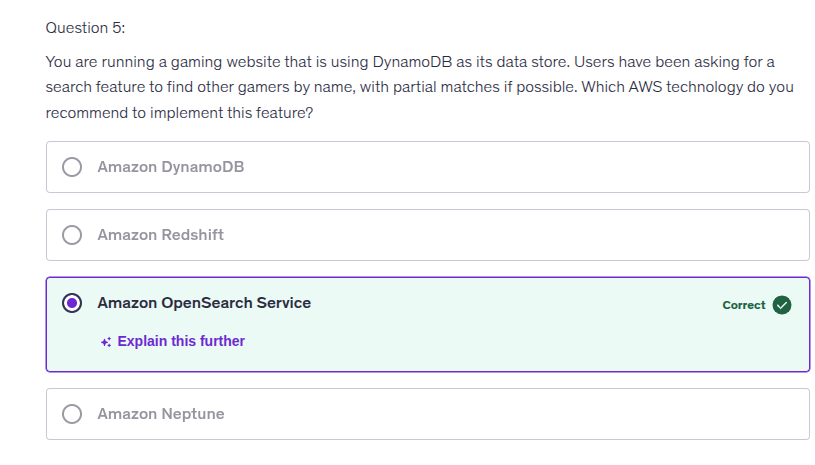 Question 5:
You are running a gaming website that is using DynamoDB as its data store. Users have been asking for a
search feature to find other gamers by name, with partial matches if possible. Which AWS technology do you
recommend to implement this feature?
Amazon DynamoDB
Amazon Redshift
Amazon OpenSearch Service
Correct
Explain this further
Amazon Neptune